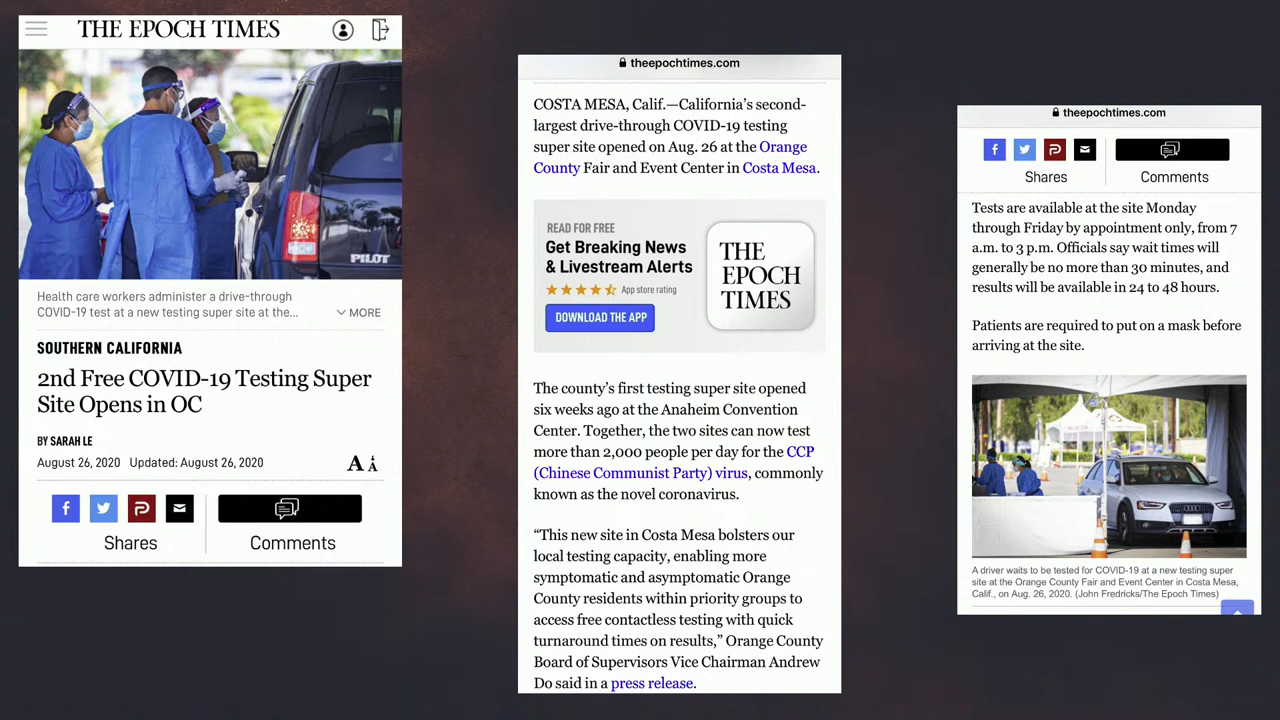 THE EPOCH TIMES
PILOT
Health care workers administer a drive-through
COVID-19 test at a new testing super site at the...
MORE
SOUTHERN CALIFORNIA
2nd Free COVID-19 Testing Super
Site Opens in OC
BY SARAH LE
August 26, 2020 Updated: August 26, 2020
A A
Shares
Comments
theepochtimes.com
COSTA MESA, Calif.—California's second-
largest drive-through COVID-19 testing
super site opened on Aug. 26 at the Orange
County Fair and Event Center in Costa Mesa.
READ FOR FREE
Get Breaking News
& Livestream Alerts
App store rating
DOWNLOAD THE APP
THE
EPOCH
TIMES
The county's first testing super site opened
six weeks ago at the Anaheim Convention
Center. Together, the two sites can now test
more than 2,000 people per day for the CCP
(Chinese Communist Party) virus, commonly
known as the novel coronavirus.
“This new site in Costa Mesa bolsters our
local testing capacity, enabling more
symptomatic and asymptomatic Orange
County residents within priority groups to
access free contactless testing with quick
turnaround times on results,” Orange County
Board of Supervisors Vice Chairman Andrew
Do said in a press release.
theepochtimes.com
Shares
Comments
Tests are available at the site Monday
through Friday by appointment only, from 7
a.m. to 3 p.m. Officials say wait times will
generally be no more than 30 minutes, and
results will be available in 24 to 48 hours.
Patients are required to put on a mask before
arriving at the site.
A driver waits to be tested for COVID-19 at a new testing super
site at the Orange County Fair and Event Center in Costa Mesa,
Calif., on Aug. 26, 2020. (John Fredricks/The Epoch Times)